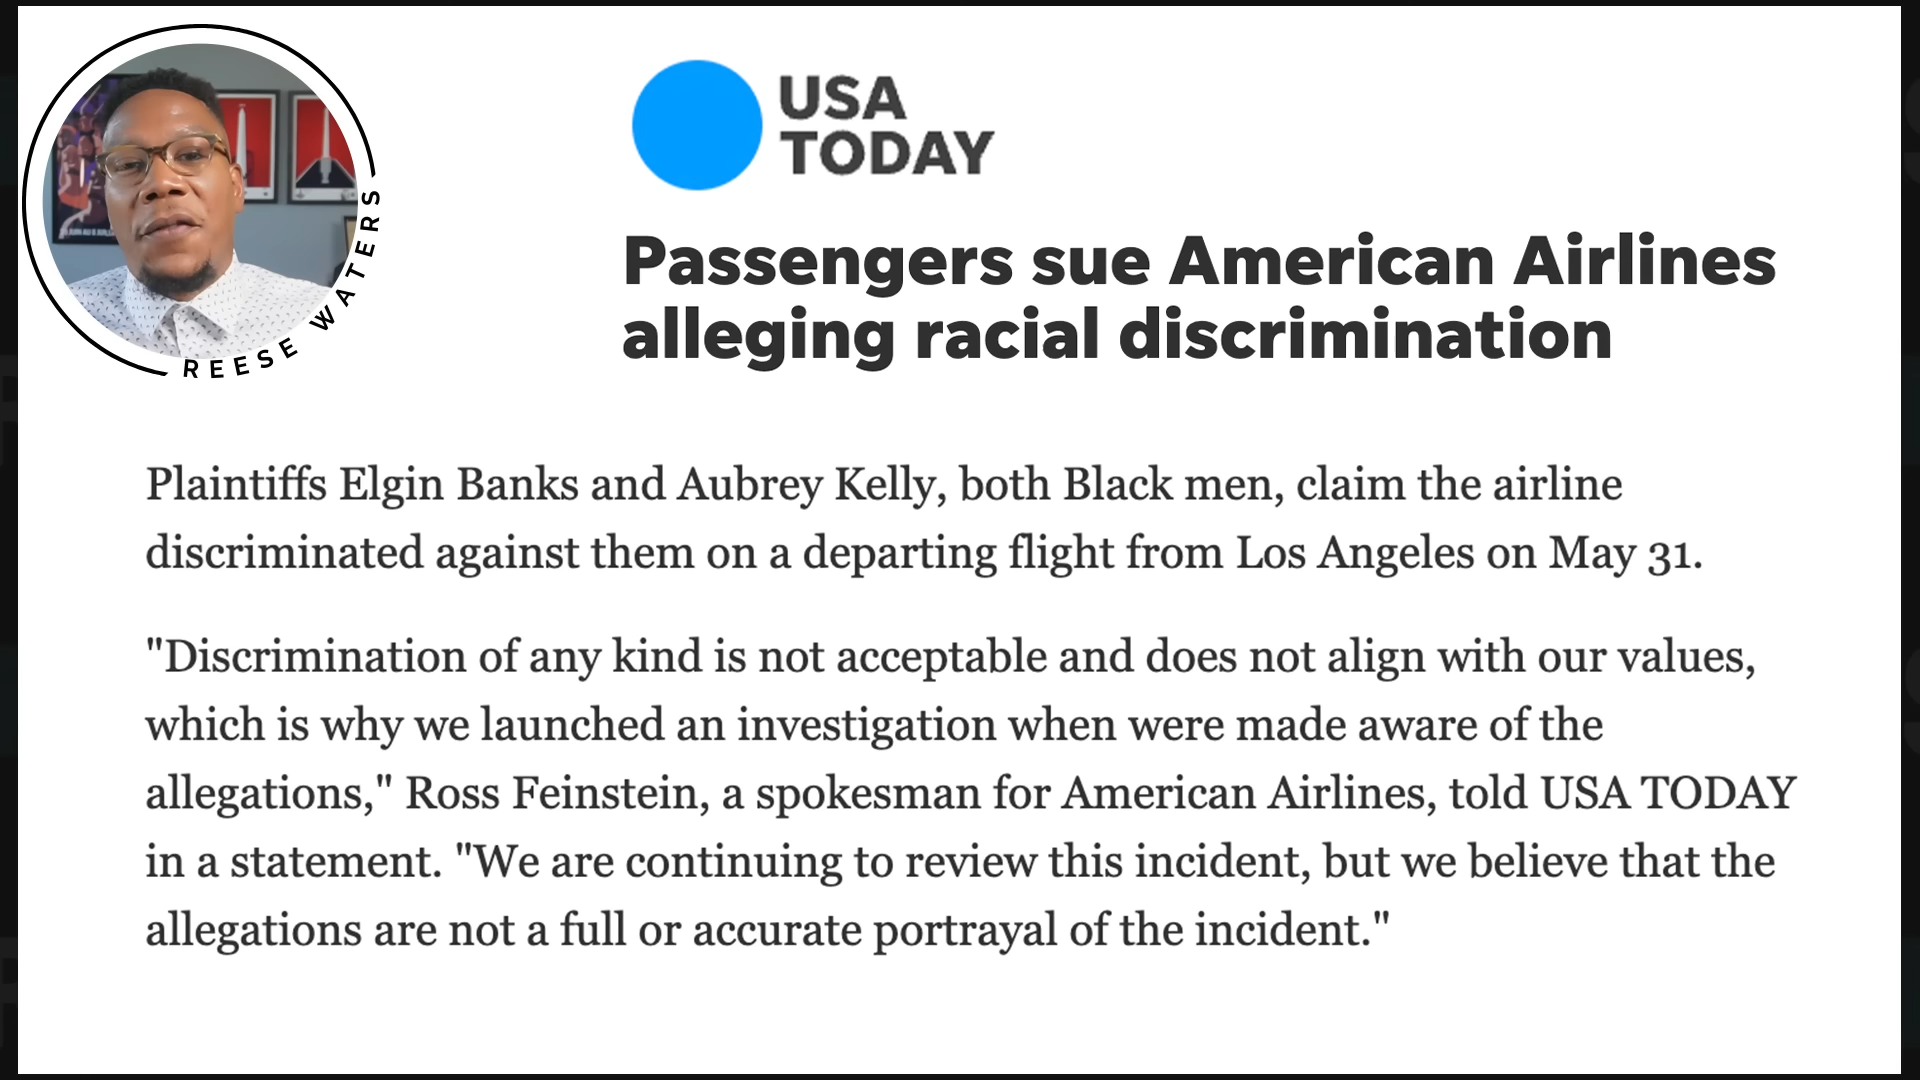 REESE WATERS
USA
TODAY
Passengers sue American Airlines
alleging racial discrimination
Plaintiffs Elgin Banks and Aubrey Kelly, both Black men, claim the airline
discriminated against them on a departing flight from Los Angeles on May 31.
"Discrimination of any kind is not acceptable and does not align with our values,
which is why we launched an investigation when were made aware of the
allegations," Ross Feinstein, a spokesman for American Airlines, told USA TODAY
in a statement. "We are continuing to review this incident, but we believe that the
allegations are not a full or accurate portrayal of the incident."